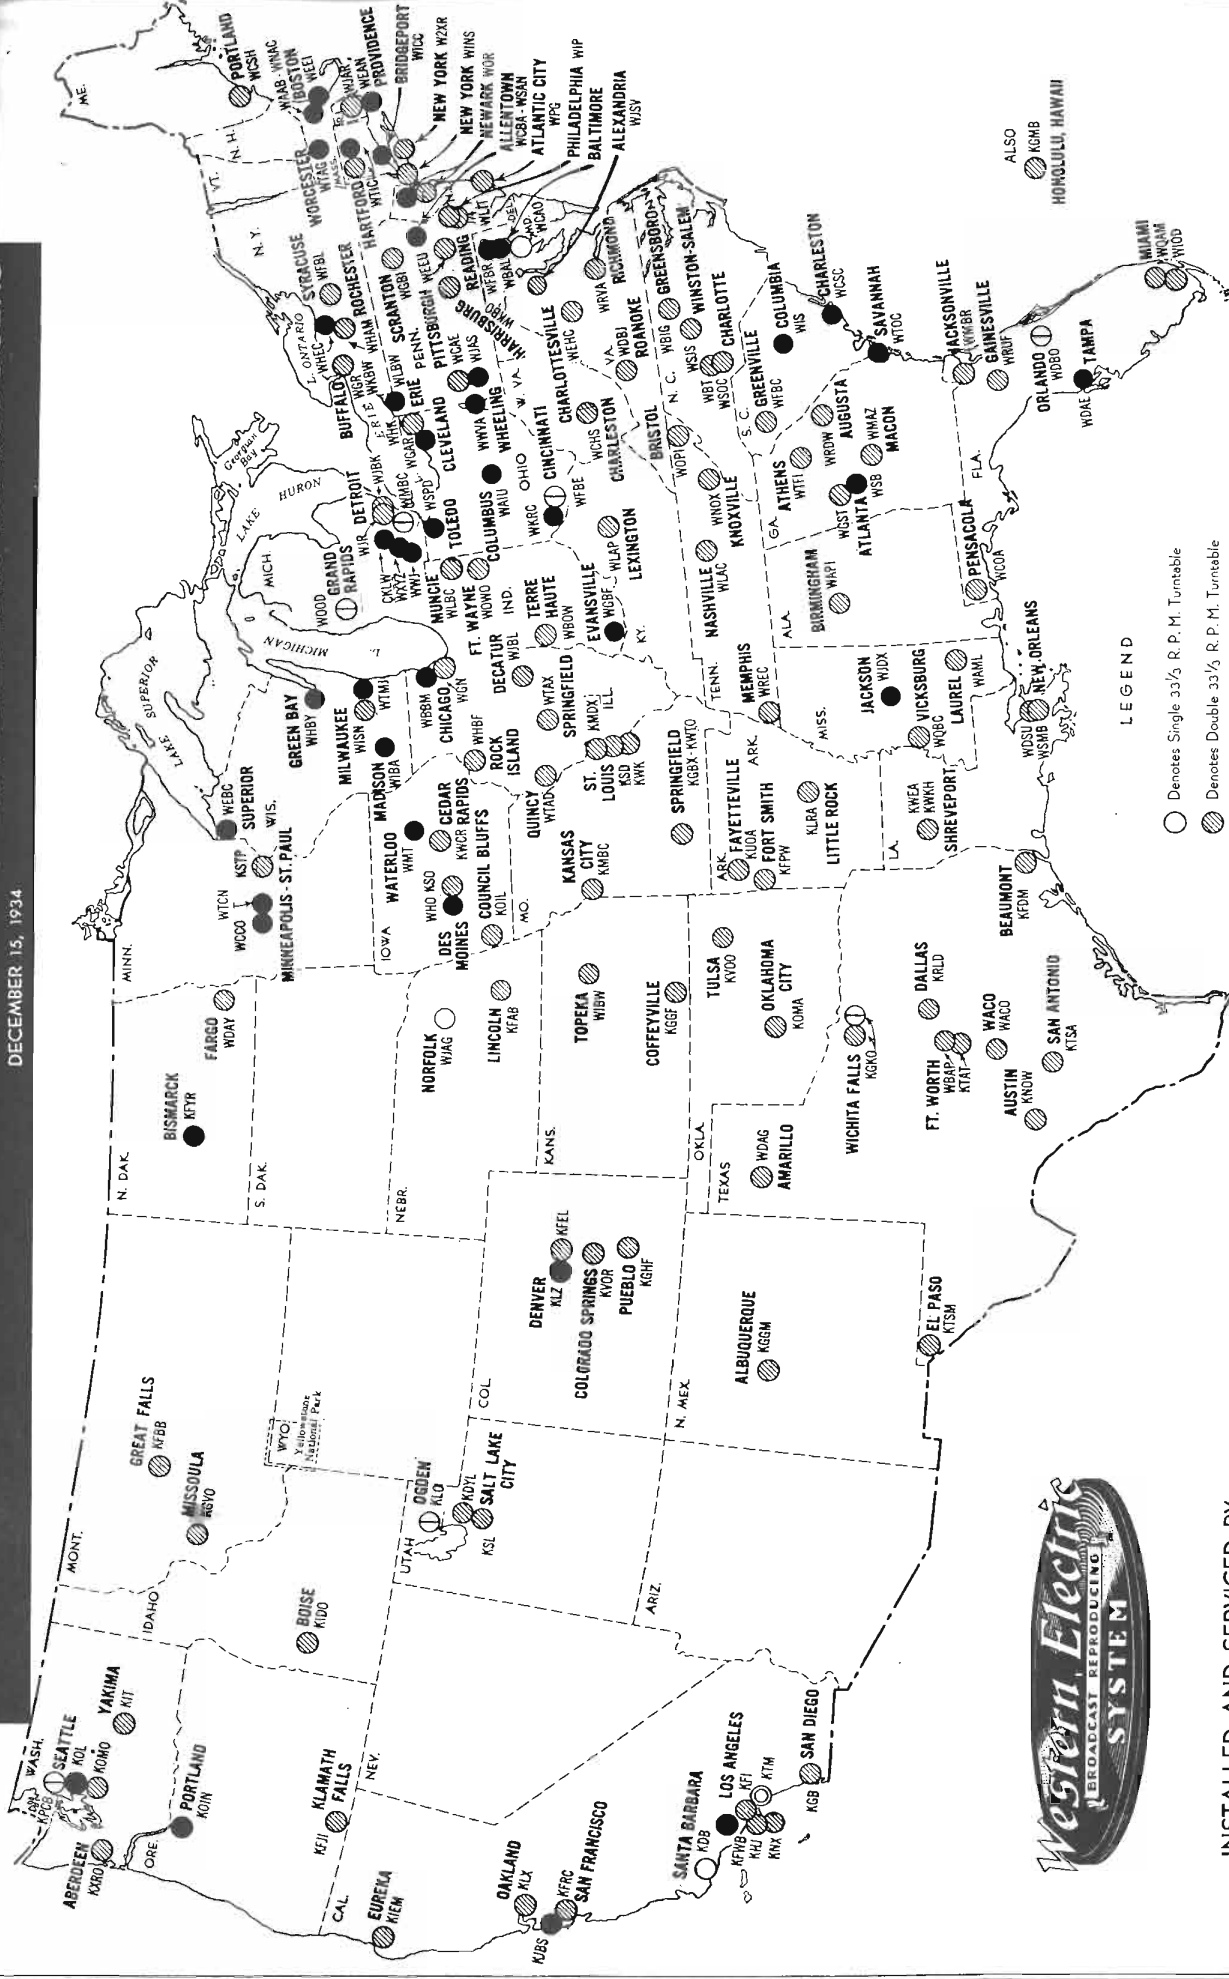 DECEMBER 15, 1934
WASH.
KPCB
SEATTLE
KOL
KOMO
ABERDEEN
KXRO
YAKIMA
KIT
PORTLAND
KOIN
ORE.
KLAMATH
FALLS
KFJI
CAL.
EUREKA
KIEM
NEV.
OAKLAND
KLX
KJBS
KFRC
SAN FRANCISCO
SANTA BARBARA
KDB
LOS ANGELES
KFWB
KFI
KHJ
KTM
KNX
KGB
SAN DIEGO
IDAHO
BOISE
KIDO
MONT.
MISSOULA
KGVO
GREAT FALLS
KFBB
WYO.
Yellowstone
National Park
UTAH
OGDEN
KLO
KDYL
SALT LAKE
CITY
KSL
ARIZ.
COL.
DENVER
KLZ
KFEL
COLORADO SPRINGS
KVOR
PUEBLO
KGHF
N. MEX.
ALBUQUERQUE
KGGM
EL PASO
KTSM
N. DAK.
BISMARCK
KFYR
FARGO
WDAY
S. DAK.
NEBR.
NORFOLK
WJAG
LINCOLN
KFAB
KANS.
TOPEKA
WIBW
COFFEYVILLE
KGGF
OKLA.
TULSA
KVOO
OKLAHOMA
CITY
KOMA
TEXAS
WDAG
AMARILLO
WICHITA FALLS
KGKO
DALLAS
KRLD
FT. WORTH
WBAP
KTAT
WACO
WACO
AUSTIN
KNOW
SAN ANTONIO
KTSA
BEAUMONT
KFDM
MINN.
WTCN
WCCO
KSTP
MINNEAPOLIS - ST. PAUL
WEBC
SUPERIOR
WIS.
LAKE SUPERIOR
GREEN BAY
WHBY
MILWAUKEE
WISN
WTMJ
MADISON
WIBA
IOWA
WATERLOO
WMT
CEDAR
RAPIDS
KWCR
WHO KSO
DES
MOINES
COUNCIL BLUFFS
KOIL
MO.
KANSAS
CITY
KMBC
ST.
LOUIS
KMOX
KSD
KWK
SPRINGFIELD
KGBX - KWTO
ILL.
WBBM
CHICAGO
WGN
WHBF
ROCK
ISLAND
QUINCY
WTAD
DECATUR
WJBL
WTAX
SPRINGFIELD
L. MICHIGAN
MICH.
LAKE HURON
Georgian
Bay
WOOD
GRAND
RAPIDS
DETROIT
WJR
WJBK
WMBC
CKLW
WXYZ
WWJ
IND.
MUNCIE
WLBC
FT. WAYNE
WOWO
TERRE
HAUTE
WBOW
EVANSVILLE
WGBF
OHIO
TOLEDO
WSPD
COLUMBUS
WAIU
CLEVELAND
WHK
WGAR
CINCINNATI
WKRC
WFBE
KY.
LEXINGTON
WLAP
TENN.
NASHVILLE
WLAC
KNOXVILLE
WNOX
MEMPHIS
WREC
BRISTOL
WOPI
ARK.
ARK.
FAYETTEVILLE
KUOA
FORT SMITH
KFPW
KLRA
LITTLE ROCK
LA.
KWEA
KWKH
SHREVEPORT
NEW ORLEANS
WDSU
WSMB
MISS.
JACKSON
WJDX
VICKSBURG
WQBC
LAUREL
WAML
ALA.
BIRMINGHAM
WAPI
GA.
ATHENS
WTFI
ATLANTA
WGST
WSB
AUGUSTA
WRDW
WMAZ
MACON
SAVANNAH
WTOC
FLA.
PENSACOLA
WCOA
JACKSONVILLE
WMBR
GAINESVILLE
WRUF
ORLANDO
WDBO
TAMPA
WDAE
MIAMI
WQAM
WIOD
S. C.
GREENVILLE
WFBC
COLUMBIA
WIS
CHARLESTON
WCSC
N. C.
GREENSBORO
WBIG
WINSTON-SALEM
WSJS
CHARLOTTE
WBT
WSOC
VA.
ROANOKE
WDBJ
RICHMOND
WRVA
CHARLOTTESVILLE
WEHC
W. VA.
WHEELING
WWVA
CHARLESTON
WCHS
PENN.
ERIE
WLBW
PITTSBURGH
WCAE
WJAS
SCRANTON
WGBI
READING
WEEU
HARRISBURG
WKBO
L. ONTARIO
N. Y.
BUFFALO
WGR
WKBW
ROCHESTER
WHEC
WHAM
SYRACUSE
WFBL
VT.
N. H.
ME.
PORTLAND
WCSH
WAAB - WNAC
BOSTON
WEEI
WORCESTER
WTAG
MASS.
HARTFORD
WTIC
WJAR
WEAN
PROVIDENCE
BRIDGEPORT
WICC
NEW YORK W2XR
NEW YORK WINS
NEWARK WOR
ALLENTOWN
WCBA - WSAN
ATLANTIC CITY
WPG
PHILADELPHIA WIP
WLIT
BALTIMORE
WFBR
WBAL
WCAO
MD.
DEL.
ALEXANDRIA
WJSV
ALSO
KGMB
HONOLULU, HAWAII
LEGEND
Denotes Single 33⅓ R.P.M. Turntable
Denotes Double 33⅓ R.P.M. Turntable
Western Electric
BROADCAST REPRODUCING
SYSTEM
INSTALLED AND SERVICED BY